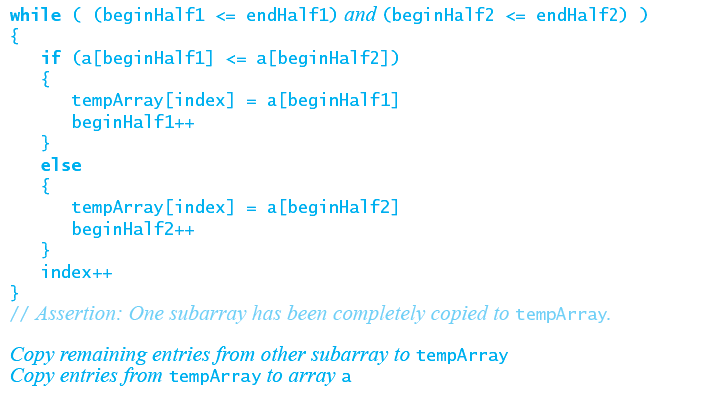 while ( (beginHalf1 <= endHalf1) and (beginHalf2 <= endHalf2) )
{
   if (a[beginHalf1] <= a[beginHalf2])
   {
      tempArray[index] = a[beginHalf1]
      beginHalf1++
   }
   else
   {
      tempArray[index] = a[beginHalf2]
      beginHalf2++
   }
   index++
}
// Assertion: One subarray has been completely copied to tempArray.
Copy remaining entries from other subarray to tempArray
Copy entries from tempArray to array a